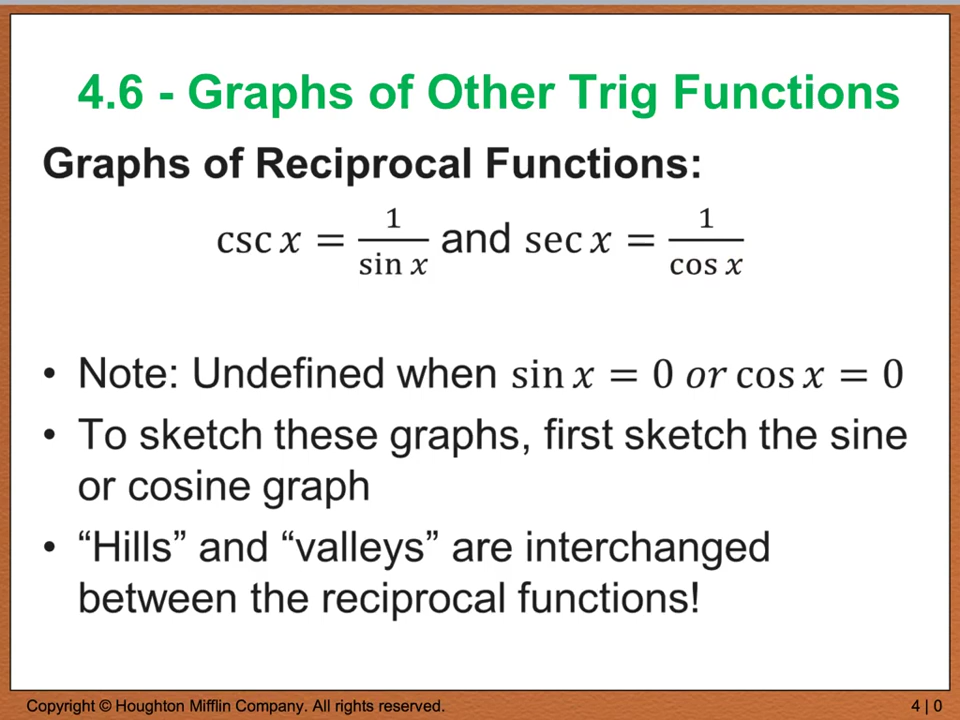 4.6 - Graphs of Other Trig Functions
Graphs of Reciprocal Functions:
csc x = 1/sin x and sec x = 1/cos x
• Note: Undefined when sin x = 0 or cos x = 0
• To sketch these graphs, first sketch the sine
or cosine graph
• “Hills” and “valleys” are interchanged
between the reciprocal functions!
Copyright © Houghton Mifflin Company. All rights reserved.
4 | 0